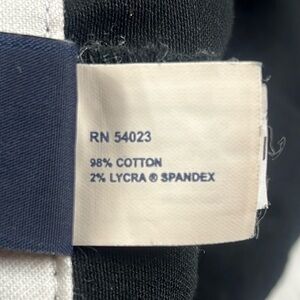 RN 54023
98% COTTON
2% LYCRA ® SPANDEX